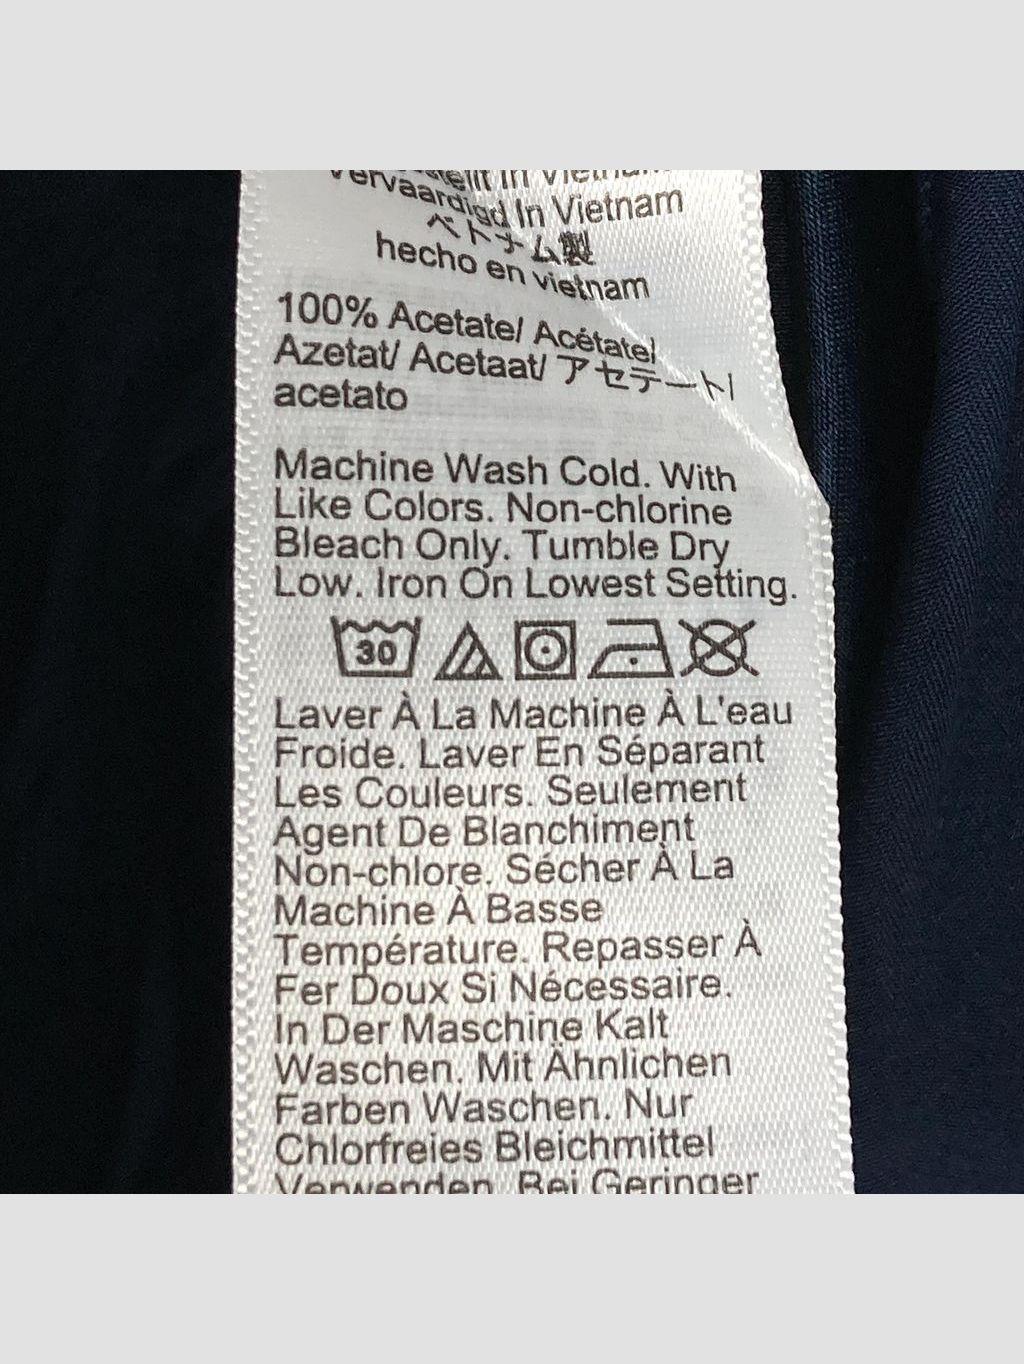 Vervaardigd In Vietnam
ベトナム製
hecho en vietnam
100% Acetate/ Acétate/
Azetat/ Acetaat/ アセテート/
acetato
Machine Wash Cold. With
Like Colors. Non-chlorine
Bleach Only. Tumble Dry
Low. Iron On Lowest Setting.
30
Laver À La Machine À L'eau
Froide. Laver En Séparant
Les Couleurs. Seulement
Agent De Blanchiment
Non-chlore. Sécher À La
Machine À Basse
Température. Repasser À
Fer Doux Si Nécessaire.
In Der Maschine Kalt
Waschen. Mit Ähnlichen
Farben Waschen. Nur
Chlorfreies Bleichmittel
Verwenden. Bei Geringer